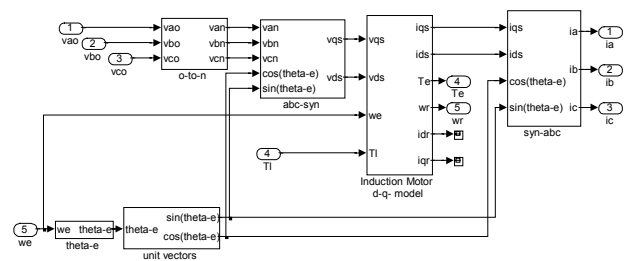 1
vao
2
vbo
3
vco
vao
vbo
vco
van
vbn
vcn
o-to-n
van
vbn
vcn
cos(theta-e)
sin(theta-e)
vqs
vds
abc-syn
vqs
vds
we
Tl
iqs
ids
Te
wr
idr
iqr
Induction Motor
d-q- model
4
Te
5
wr
iqs
ids
cos(theta-e)
sin(theta-e)
ia
ib
ic
syn-abc
1
ia
2
ib
3
ic
4
Tl
5
we
we
theta-e
theta-e
theta-e
sin(theta-e)
cos(theta-e)
unit vectors